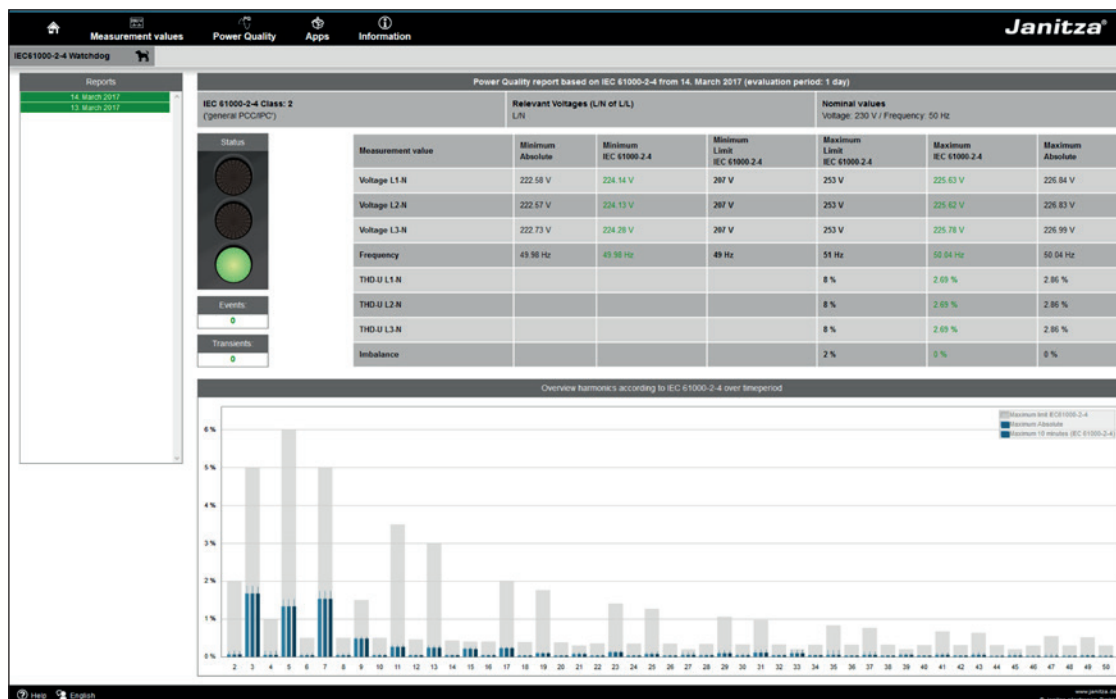 Measurement values
Power Quality
Apps
Information
Janitza®
IEC61000-2-4 Watchdog
Reports
14. March 2017
13. March 2017
Power Quality report based on IEC 61000-2-4 from 14. March 2017 (evaluation period: 1 day)
IEC 61000-2-4 Class: 2
('general PCC/IPC')
Relevant Voltages (L/N of L/L)
L/N
Nominal values
Voltage: 230 V / Frequency: 50 Hz
Status
Events
0
Transients
0
Measurement value Minimum Absolute Minimum IEC 61000-2-4 Minimum Limit IEC 61000-2-4 Maximum Limit IEC 61000-2-4 Maximum IEC 61000-2-4 Maximum Absolute
Voltage L1-N 222.58 V 224.14 V 207 V 253 V 225.63 V 226.84 V
Voltage L2-N 222.57 V 224.13 V 207 V 253 V 225.62 V 226.83 V
Voltage L3-N 222.73 V 224.28 V 207 V 253 V 225.78 V 226.99 V
Frequency 49.98 Hz 49.98 Hz 49 Hz 51 Hz 50.04 Hz 50.04 Hz
THD-U L1-N 8 % 2.69 % 2.86 %
THD-U L2-N 8 % 2.69 % 2.86 %
THD-U L3-N 8 % 2.69 % 2.86 %
Imbalance 2 % 0 % 0 %
Overview harmonics according to IEC 61000-2-4 over timeperiod
Maximum limit IEC61000-2-4
Maximum Absolute
Maximum 10 minutes (IEC 61000-2-4)
6 %
5 %
4 %
3 %
2 %
1 %
0 %
2 3 4 5 6 7 8 9 10 11 12 13 14 15 16 17 18 19 20 21 22 23 24 25 26 27 28 29 30 31 32 33 34 35 36 37 38 39 40 41 42 43 44 45 46 47 48 49 50
Help
English
www.janitza.de